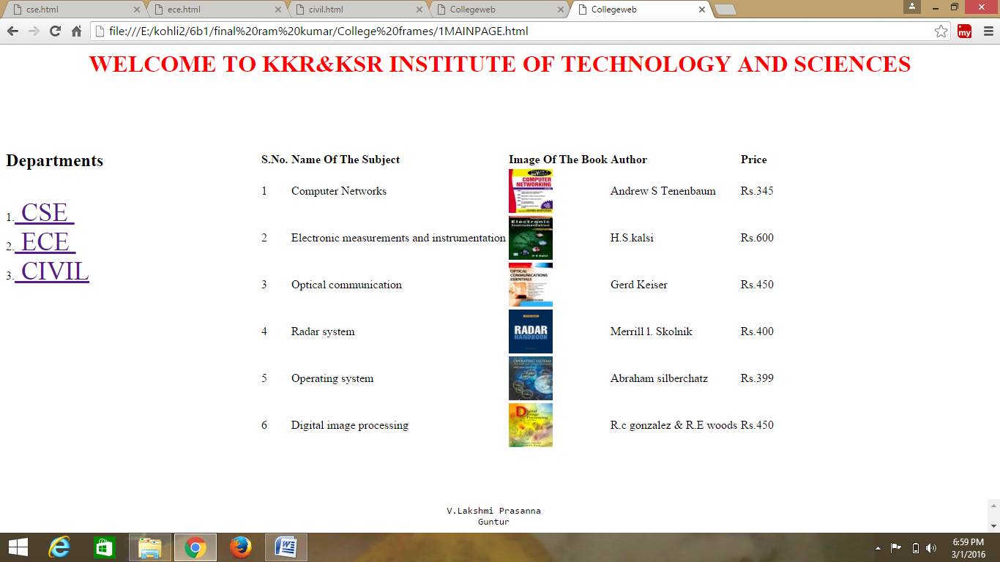 cse.html
ece.html
civil.html
Collegeweb
Collegeweb
file:///E:/kohli2/6b1/final%20ram%20kumar/College%20frames/1MAINPAGE.html
my
WELCOME TO KKR&KSR INSTITUTE OF TECHNOLOGY AND SCIENCES
Departments
1. CSE
2. ECE
3. CIVIL
S.No. Name Of The Subject Image Of The Book Author Price
COMPUTER
NETWORKING
1 Computer Networks Andrew S Tenenbaum Rs.345
Electronic
Instrumentation
2 Electronic measurements and instrumentation H.S.kalsi Rs.600
H S Kalsi
OPTICAL
COMMUNICATIONS
ESSENTIALS
3 Optical communication Gerd Keiser Rs.450
RADAR
HANDBOOK
4 Radar system Merrill l. Skolnik Rs.400
OPERATING SYSTEMS
5 Operating system Abraham silberchatz Rs.399
Digital Image
Processing
6 Digital image processing R.c gonzalez & R.E woods Rs.450
V.Lakshmi Prasanna
Guntur
6:59 PM
3/1/2016